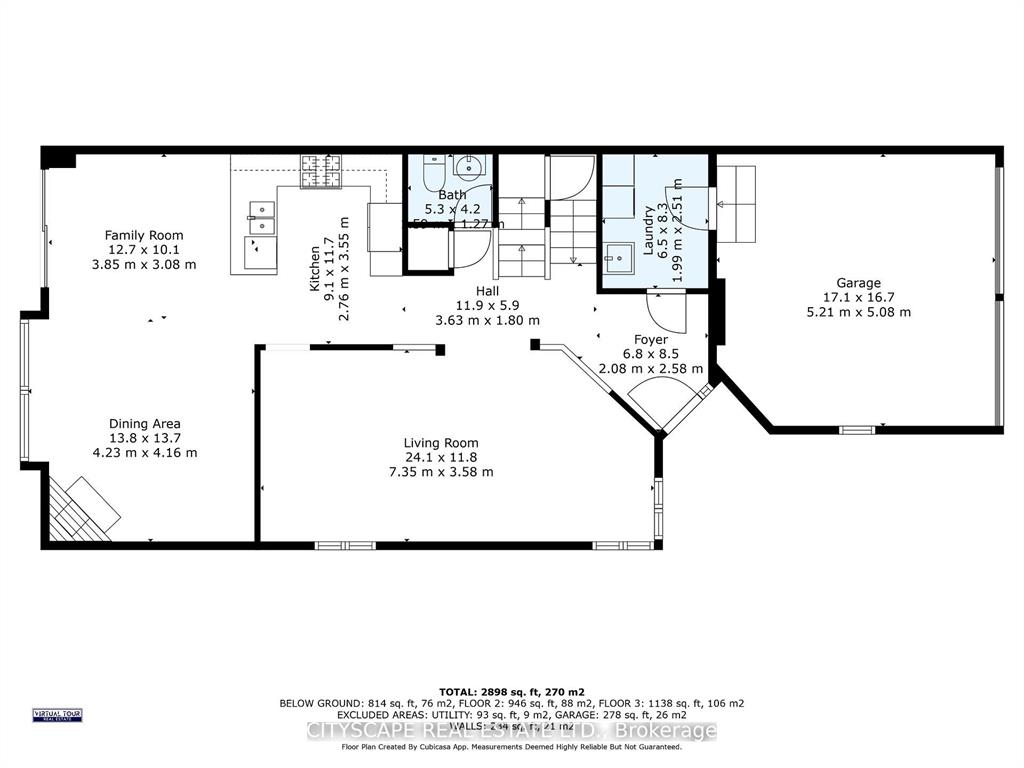 Bath
5.3 x 4.2
1.27 m
Family Room
12.7 x 10.1
3.85 m x 3.08 m
Kitchen
9.1 x 11.7
2.76 m x 3.55 m
Laundry
6.5 x 8.3
1.99 m x 2.51 m
Hall
11.9 x 5.9
3.63 m x 1.80 m
Garage
17.1 x 16.7
5.21 m x 5.08 m
Foyer
6.8 x 8.5
2.08 m x 2.58 m
Dining Area
13.8 x 13.7
4.23 m x 4.16 m
Living Room
24.1 x 11.8
7.35 m x 3.58 m
TOTAL: 2898 sq. ft, 270 m2
BELOW GROUND: 814 sq. ft, 76 m2, FLOOR 2: 946 sq. ft, 88 m2, FLOOR 3: 1138 sq. ft, 106 m2
EXCLUDED AREAS: UTILITY: 93 sq. ft, 9 m2, GARAGE: 278 sq. ft, 26 m2
WALLS: sq. ft, 21 m2
CITYSCAPE REAL ESTATE LTD., Brokerage
Floor Plan Created By Cubicasa App. Measurements Deemed Highly Reliable But Not Guaranteed.
VIRTUAL TOUR
REAL ESTATE